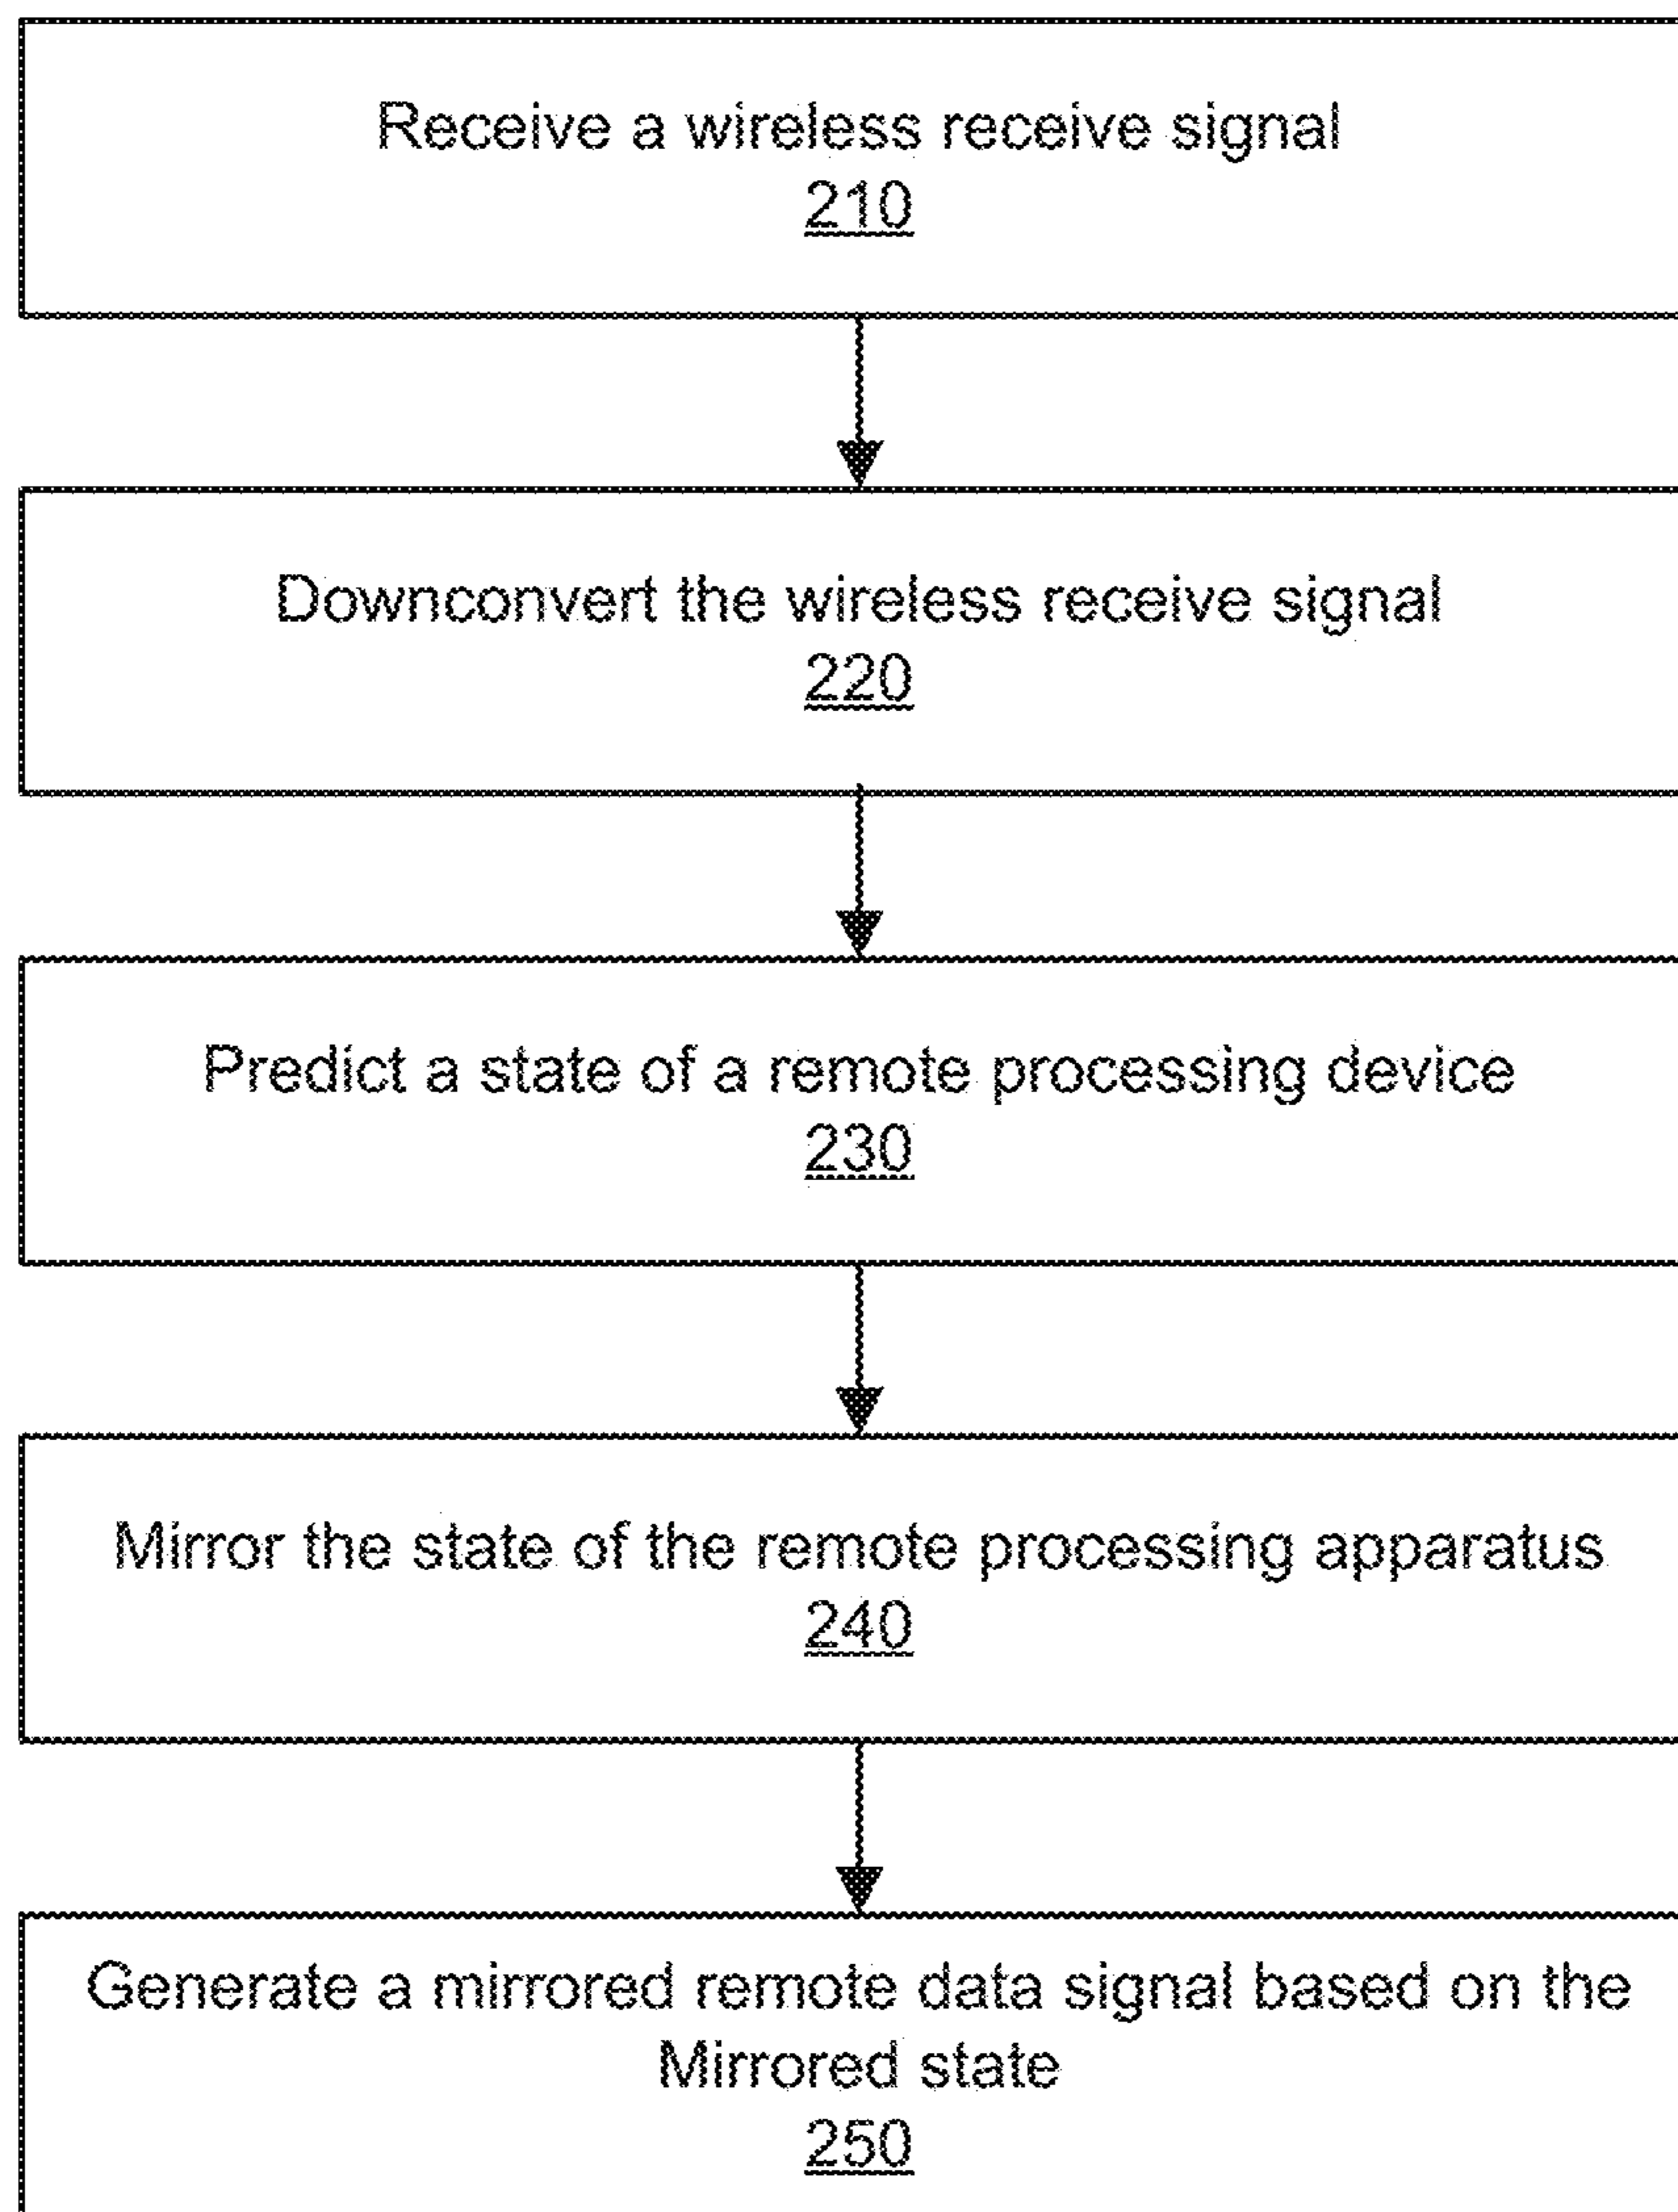 Receive a wireless receive signal
210
Downconvert the wireless receive signal
220
Predict a state of a remote processing device
230
Mirror the state of the remote processing apparatus
240
Generate a mirrored remote data signal based on the
Mirrored state
250